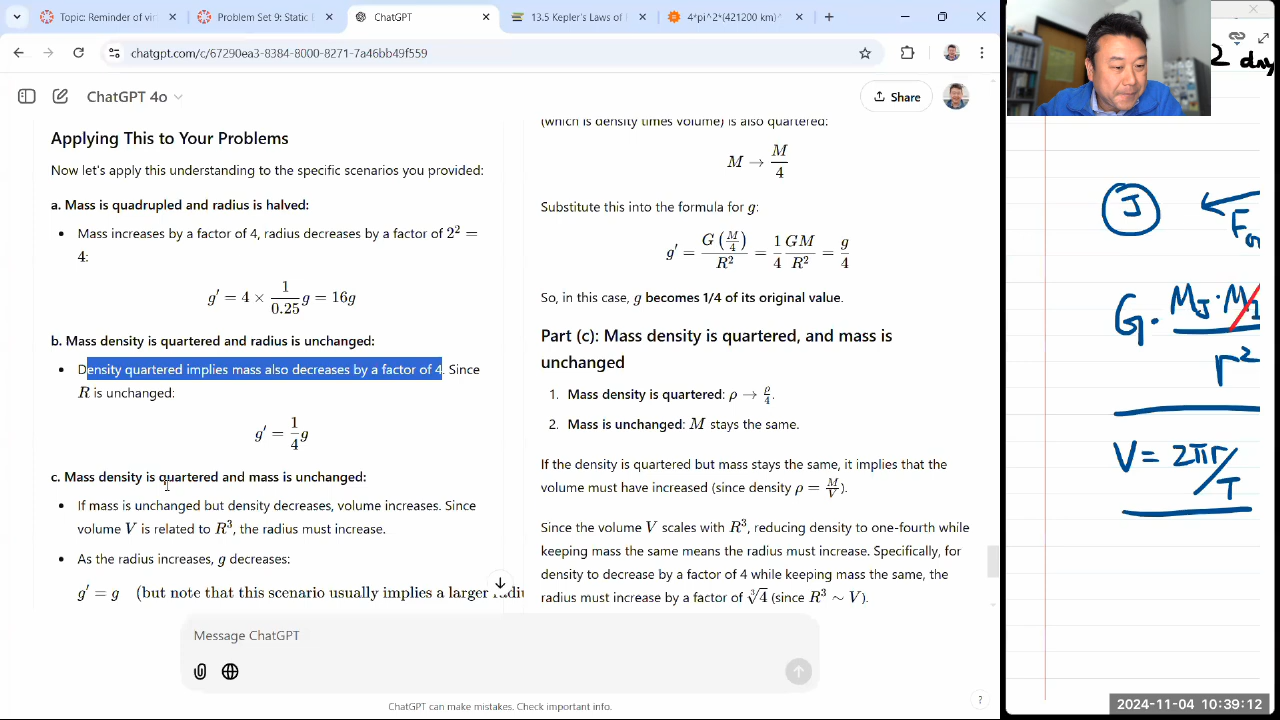 Topic: Reminder of vir
Problem Set 9: Static E
ChatGPT
13.5 Kepler's Laws of
4*pi^2*(421500 km)^
chatgpt.com/c/67290ea3-8384-8000-8271-7a46bb49f559
ChatGPT 4o
Share
Applying This to Your Problems
Now let's apply this understanding to the specific scenarios you provided:
a. Mass is quadrupled and radius is halved:
• Mass increases by a factor of 4, radius decreases by a factor of 2² =
4:
g′ = 4 × 1/0.25 g = 16g
b. Mass density is quartered and radius is unchanged:
• Density quartered implies mass also decreases by a factor of 4. Since
R is unchanged:
g′ = 1/4 g
c. Mass density is quartered and mass is unchanged:
• If mass is unchanged but density decreases, volume increases. Since
volume V is related to R³, the radius must increase.
• As the radius increases, g decreases:
g′ = g (but note that this scenario usually implies a larger radiu
(which is density times volume) is also quartered:
M → M/4
Substitute this into the formula for g:
g′ = G(M/4)/R² = 1/4 GM/R² = g/4
So, in this case, g becomes 1/4 of its original value.
Part (c): Mass density is quartered, and mass is
unchanged
1. Mass density is quartered: ρ → ρ/4.
2. Mass is unchanged: M stays the same.
If the density is quartered but mass stays the same, it implies that the
volume must have increased (since density ρ = M/V).
Since the volume V scales with R³, reducing density to one-fourth while
keeping mass the same means the radius must increase. Specifically, for
density to decrease by a factor of 4 while keeping mass the same, the
radius must increase by a factor of ∛4 (since R³ ~ V).
Message ChatGPT
ChatGPT can make mistakes. Check important info.
?
2 day
J
F_G
G · M_J · M_I / r²
V = 2πr/T
2024-11-04 10:39:12